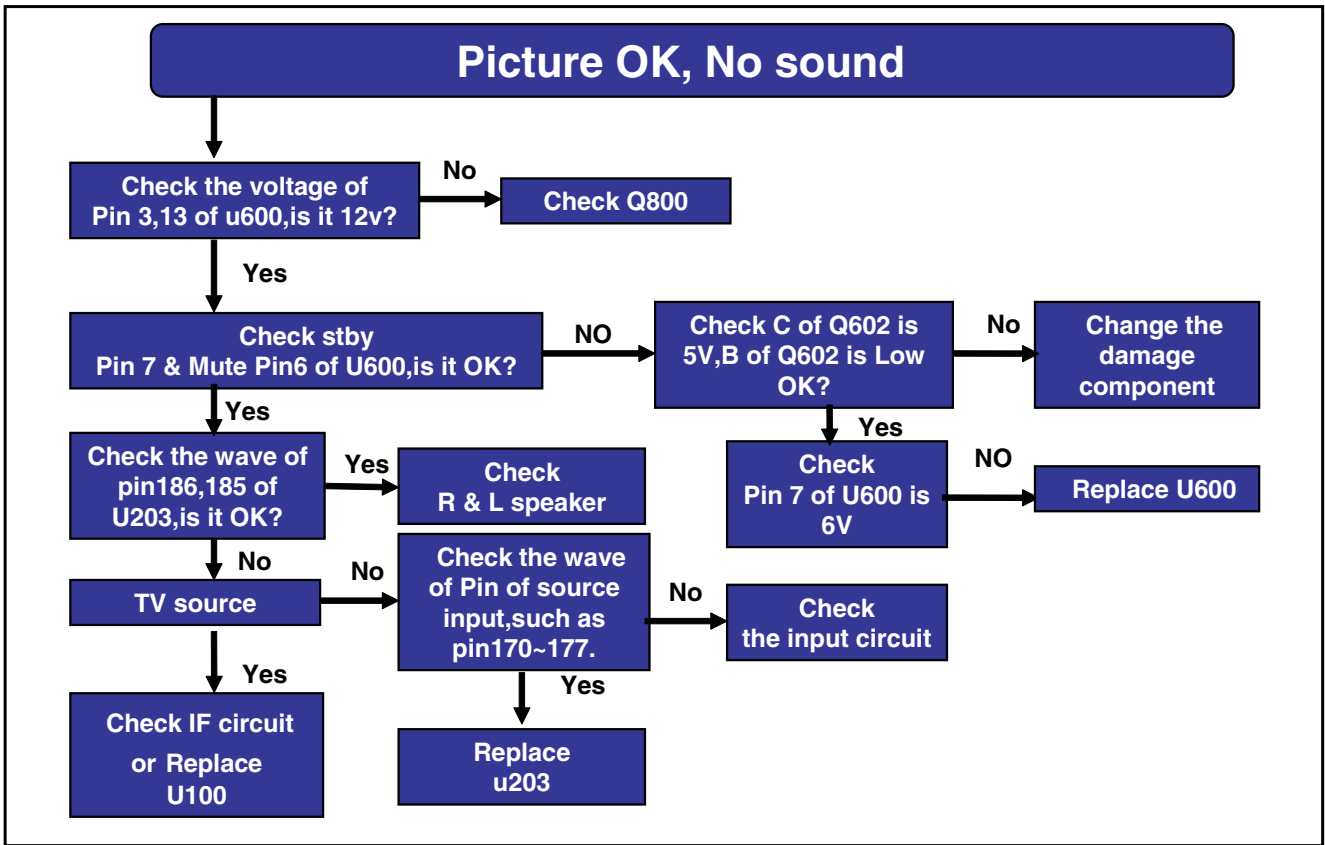 Picture OK, No sound
Check the voltage of
Pin 3,13 of u600,is it 12v?
No
Check Q800
Yes
Check stby
Pin 7 & Mute Pin6 of U600,is it OK?
NO
Check C of Q602 is
5V,B of Q602 is Low
OK?
No
Change the
damage
component
Yes
Yes
Check the wave of
pin186,185 of
U203,is it OK?
Yes
Check
R & L speaker
Check
Pin 7 of U600 is
6V
NO
Replace U600
No
TV source
No
Check the wave
of Pin of source
input,such as
pin170~177.
No
Check
the input circuit
Yes
Check IF circuit
or Replace
U100
Yes
Replace
u203